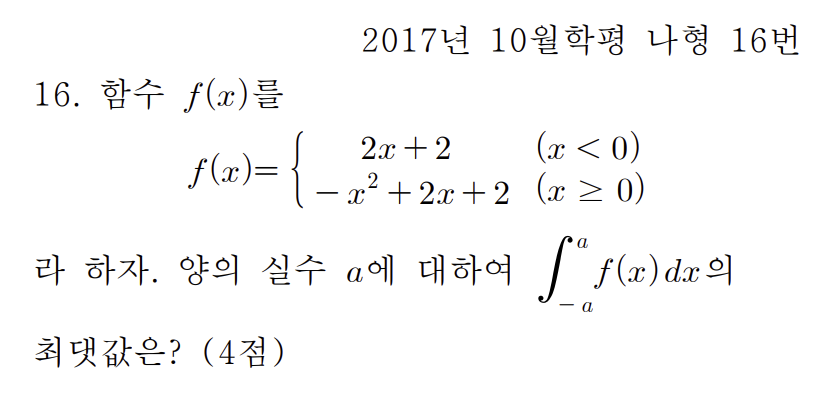 2017년 10월학평 나형 16번
16. 함수 f(x)를
f(x)= { 2x+2 (x < 0)
−x² +2x+2 (x ≥ 0)
라 하자. 양의 실수 a에 대하여 ∫₋ₐᵃ f(x)dx의
최댓값은? (4점)